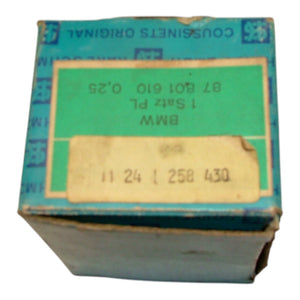 COUSSINETS ORIGINAL
BMW
1 Satz PL
87 801 610 0,25
11 24 1 258 430